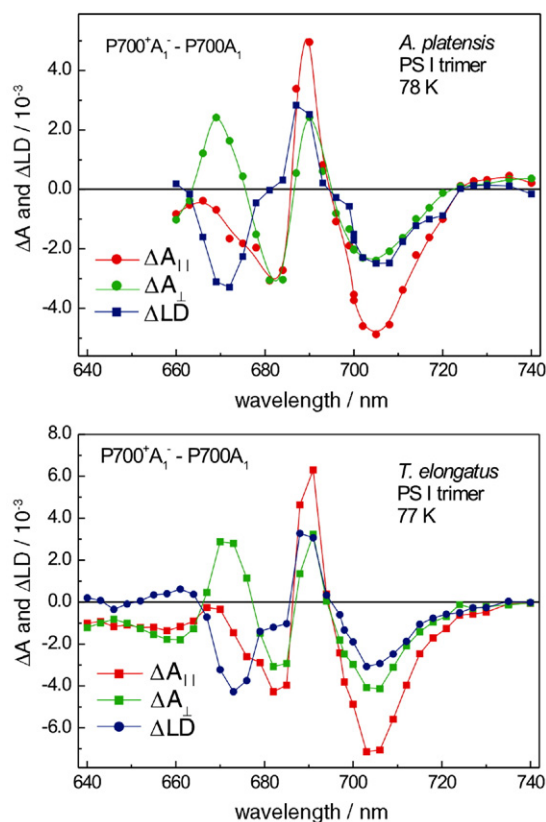 P700⁺A₁⁻ - P700A₁
A. platensis
PS I trimer
78 K
ΔA and ΔLD / 10⁻³
4.0
2.0
0.0
-2.0
-4.0
ΔA||
ΔA⊥
ΔLD
640 660 680 700 720 740
wavelength / nm
P700⁺A₁⁻ - P700A₁
T. elongatus
PS I trimer
77 K
ΔA and ΔLD / 10⁻³
8.0
6.0
4.0
2.0
0.0
-2.0
-4.0
-6.0
ΔA||
ΔA⊥
ΔLD
640 660 680 700 720 740
wavelength / nm